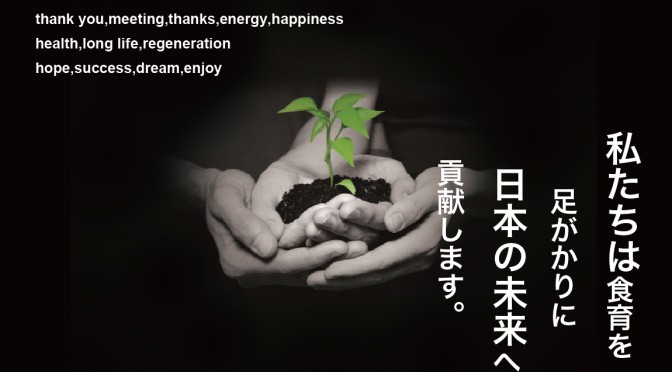 thank you,meeting,thanks,energy,happiness
health,long life,regeneration
hope,success,dream,enjoy
私たちは食育を
足がかりに
日本の未来へ
貢献します。